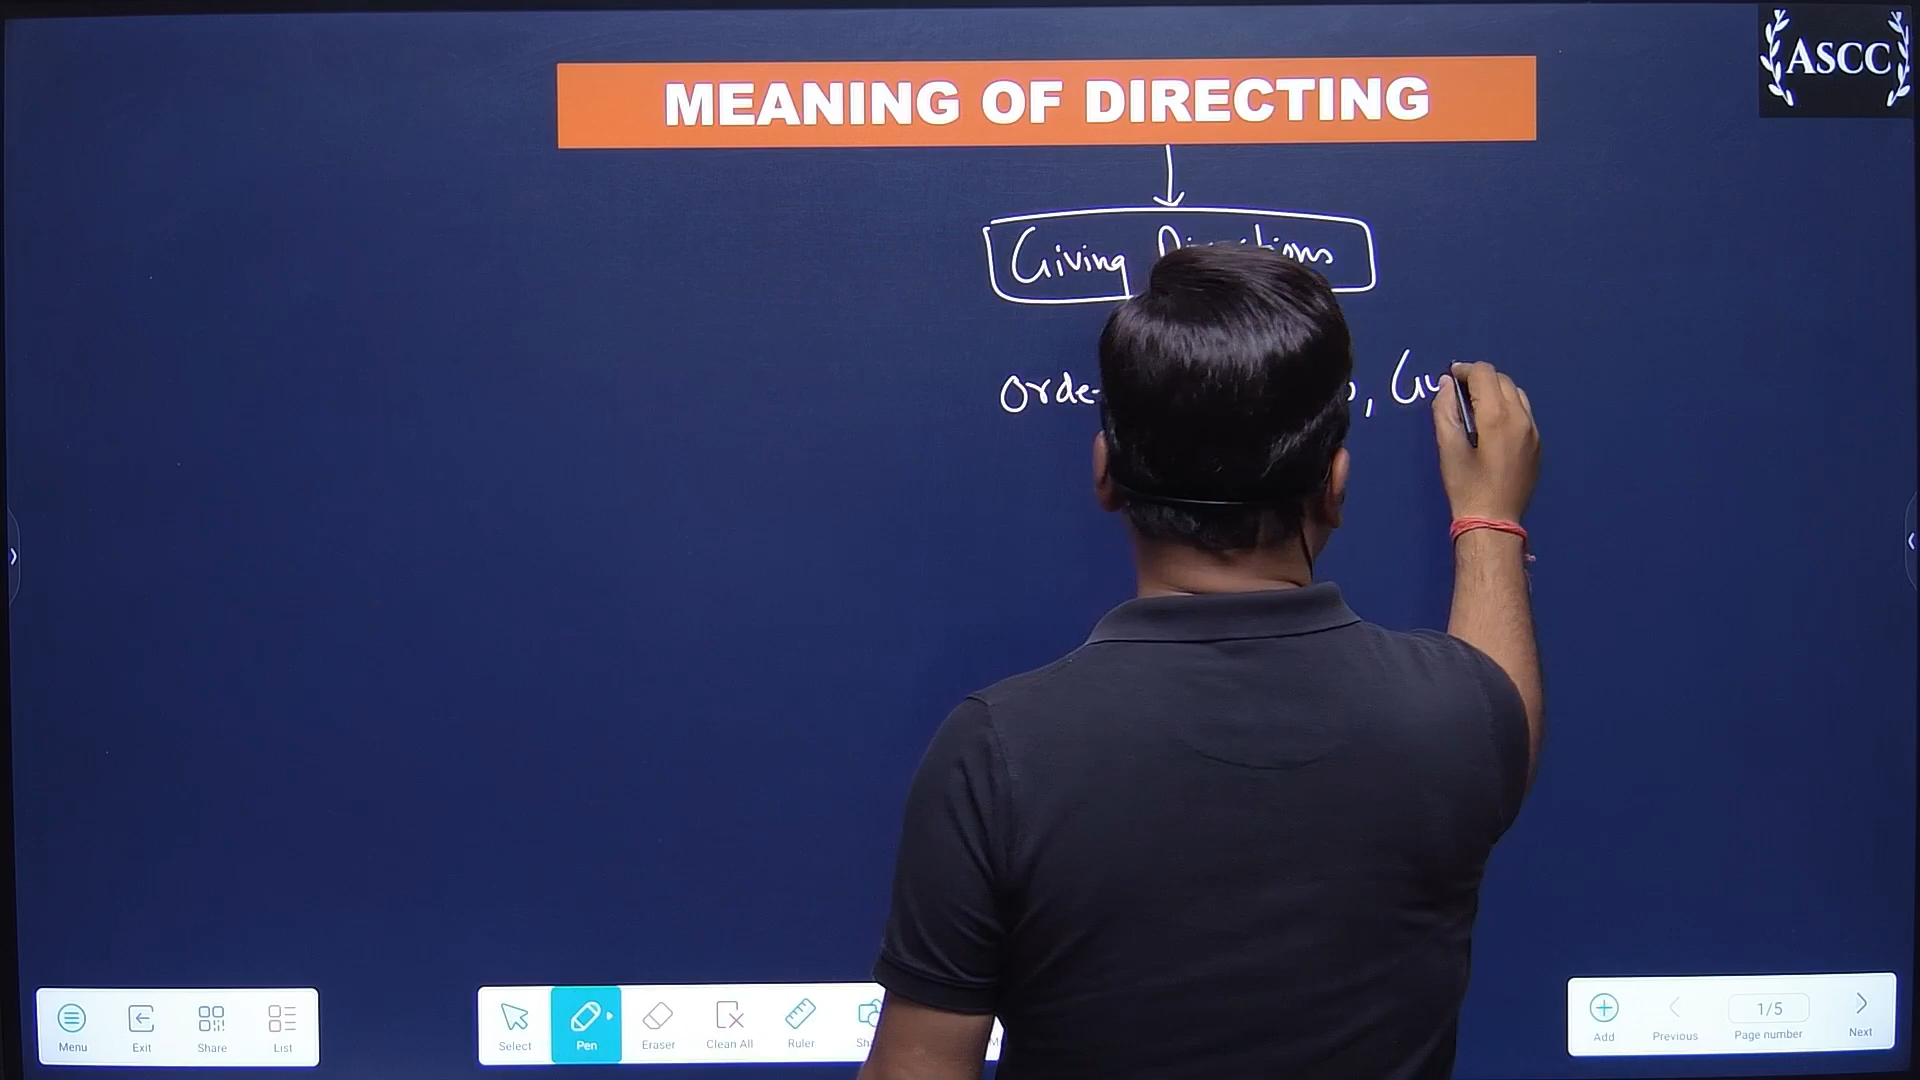 ASCC
MEANING OF DIRECTING
Giving
Menu
Exit
Share
List
Select
Pen
Eraser
Clean All
Ruler
Add
Previous
1/5
Page number
Next